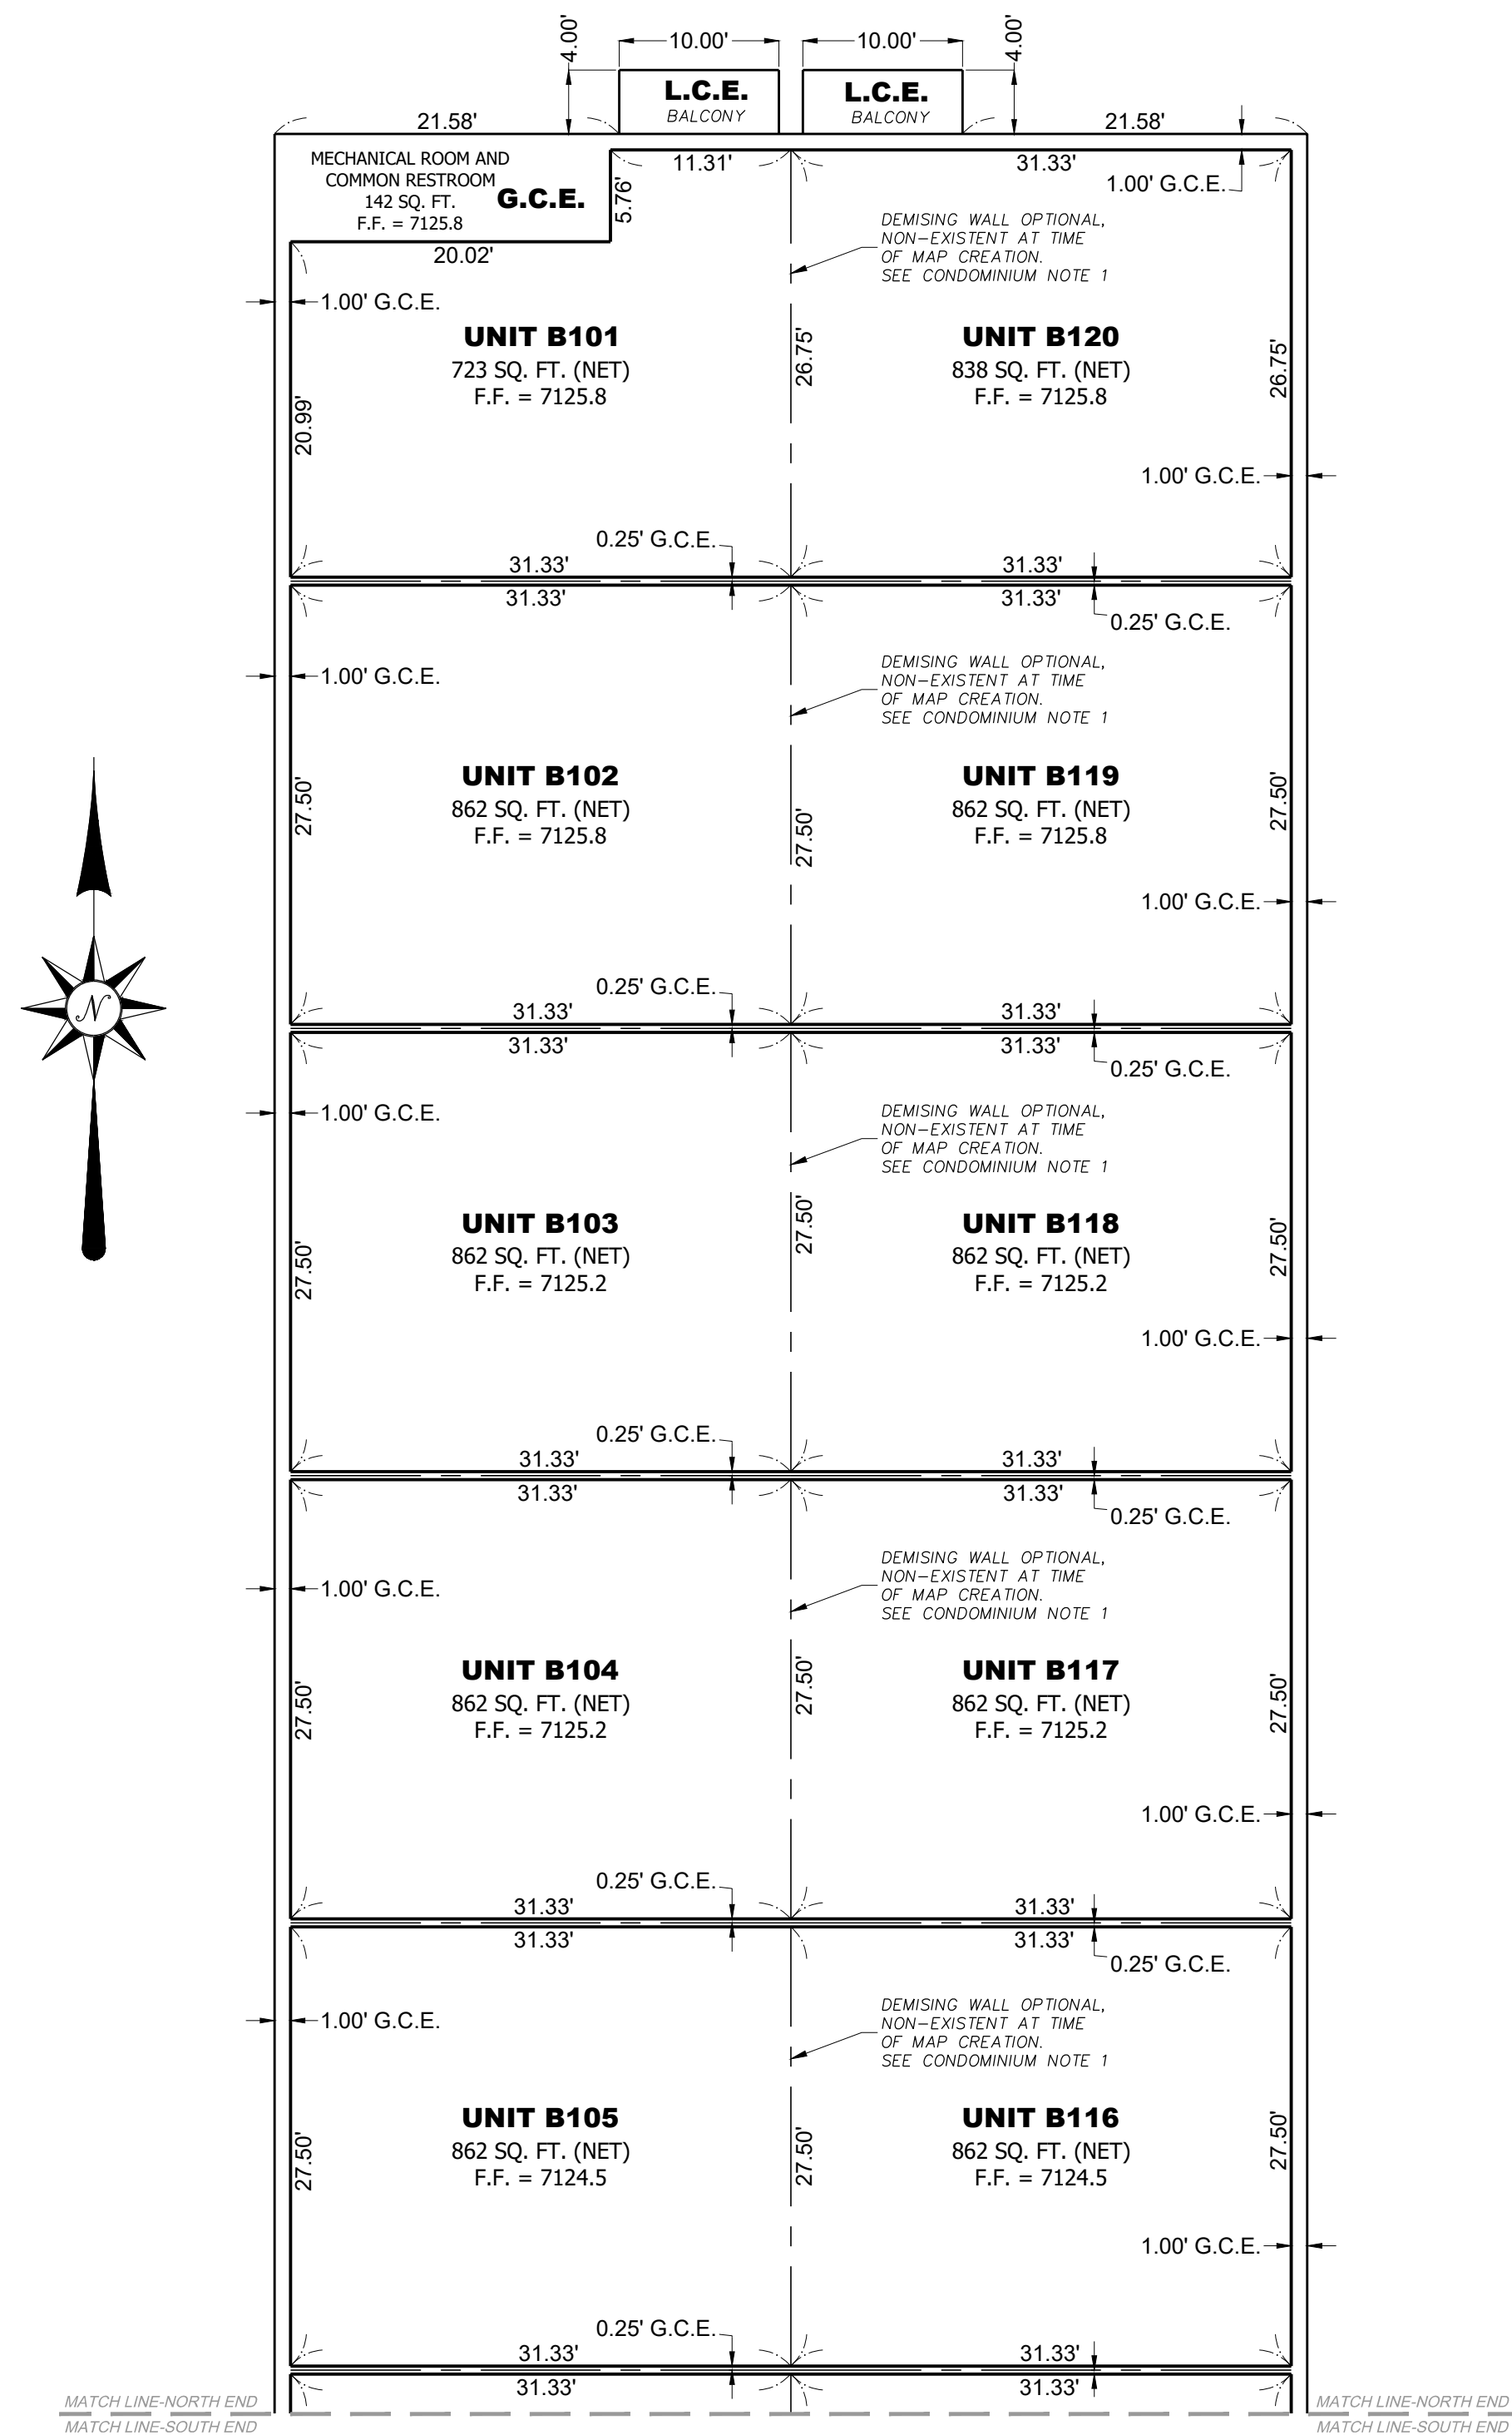 4.00'
10.00'
10.00'
4.00'
L.C.E.
BALCONY
L.C.E.
BALCONY
21.58'
21.58'
MECHANICAL ROOM AND
COMMON RESTROOM
142 SQ. FT.
F.F. = 7125.8
G.C.E.
5.76'
11.31'
31.33'
1.00' G.C.E.
20.02'
DEMISING WALL OPTIONAL,
NON-EXISTENT AT TIME
OF MAP CREATION.
SEE CONDOMINIUM NOTE 1
1.00' G.C.E.
UNIT B101
723 SQ. FT. (NET)
F.F. = 7125.8
20.99'
26.75'
UNIT B120
838 SQ. FT. (NET)
F.F. = 7125.8
26.75'
1.00' G.C.E.
0.25' G.C.E.
31.33'
31.33'
31.33'
31.33'
0.25' G.C.E.
1.00' G.C.E.
DEMISING WALL OPTIONAL,
NON-EXISTENT AT TIME
OF MAP CREATION.
SEE CONDOMINIUM NOTE 1
UNIT B102
862 SQ. FT. (NET)
F.F. = 7125.8
27.50'
27.50'
UNIT B119
862 SQ. FT. (NET)
F.F. = 7125.8
27.50'
1.00' G.C.E.
N
0.25' G.C.E.
31.33'
31.33'
31.33'
31.33'
0.25' G.C.E.
1.00' G.C.E.
DEMISING WALL OPTIONAL,
NON-EXISTENT AT TIME
OF MAP CREATION.
SEE CONDOMINIUM NOTE 1
UNIT B103
862 SQ. FT. (NET)
F.F. = 7125.2
27.50'
27.50'
UNIT B118
862 SQ. FT. (NET)
F.F. = 7125.2
27.50'
1.00' G.C.E.
0.25' G.C.E.
31.33'
31.33'
31.33'
31.33'
0.25' G.C.E.
1.00' G.C.E.
DEMISING WALL OPTIONAL,
NON-EXISTENT AT TIME
OF MAP CREATION.
SEE CONDOMINIUM NOTE 1
UNIT B104
862 SQ. FT. (NET)
F.F. = 7125.2
27.50'
27.50'
UNIT B117
862 SQ. FT. (NET)
F.F. = 7125.2
27.50'
1.00' G.C.E.
0.25' G.C.E.
31.33'
31.33'
31.33'
31.33'
0.25' G.C.E.
1.00' G.C.E.
DEMISING WALL OPTIONAL,
NON-EXISTENT AT TIME
OF MAP CREATION.
SEE CONDOMINIUM NOTE 1
UNIT B105
862 SQ. FT. (NET)
F.F. = 7124.5
27.50'
27.50'
UNIT B116
862 SQ. FT. (NET)
F.F. = 7124.5
27.50'
1.00' G.C.E.
0.25' G.C.E.
31.33'
31.33'
31.33'
31.33'
MATCH LINE-NORTH END
MATCH LINE-NORTH END
MATCH LINE-SOUTH END
MATCH LINE-SOUTH END